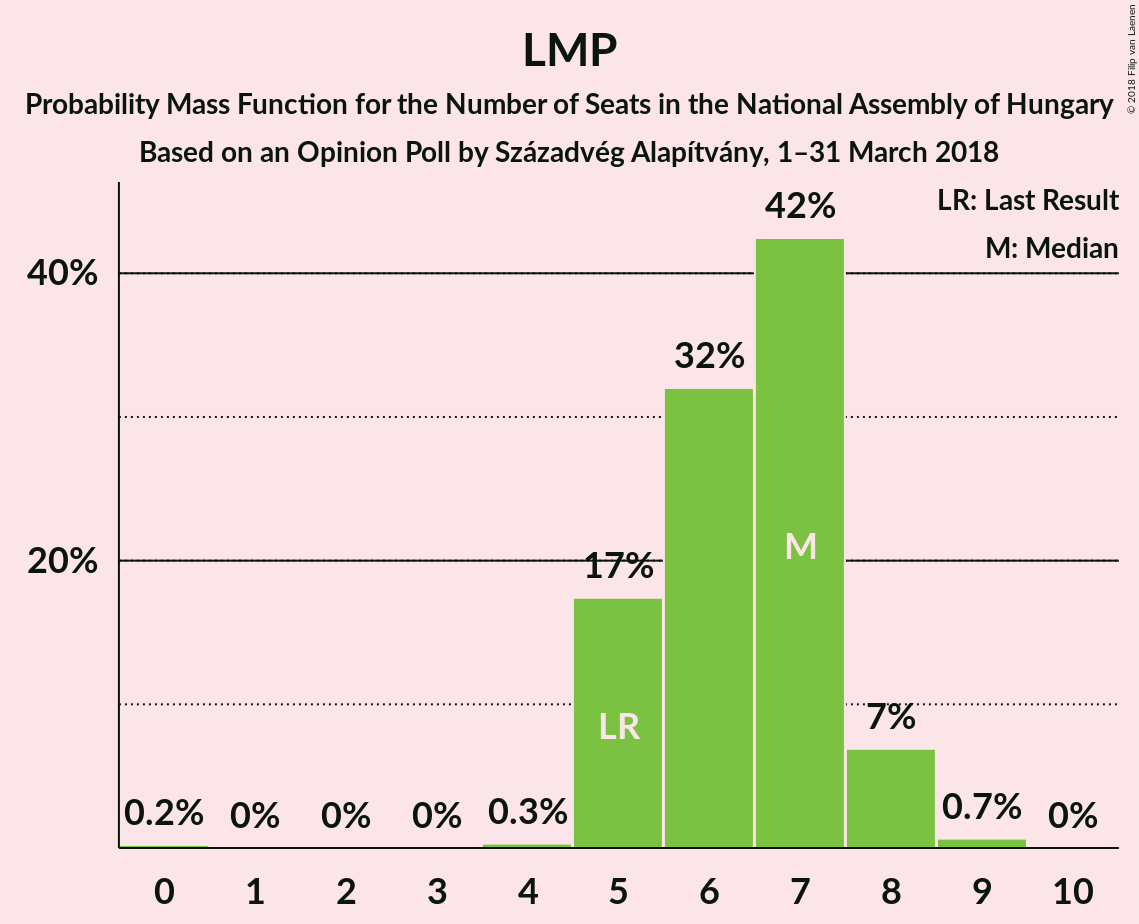 LMP
Probability Mass Function for the Number of Seats in the National Assembly of Hungary
Based on an Opinion Poll by Századvég Alapítvány, 1–31 March 2018
© 2018 Filip van Laenen
LR: Last Result
M: Median
40%
20%
0.2%
0%
0%
0%
0.3%
17%
32%
42%
7%
0.7%
0%
LR
M
0 1 2 3 4 5 6 7 8 9 10